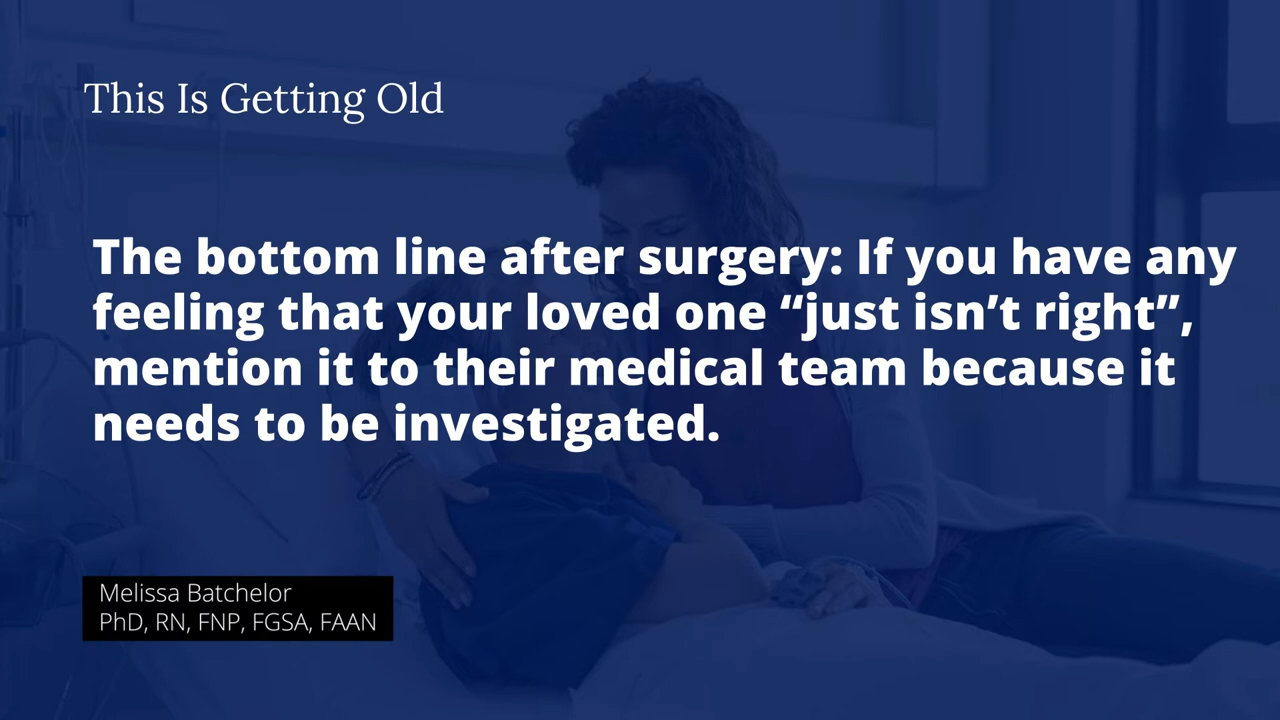 This Is Getting Old
The bottom line after surgery: If you have any
feeling that your loved one “just isn’t right”,
mention it to their medical team because it
needs to be investigated.
Melissa Batchelor
PhD, RN, FNP, FGSA, FAAN